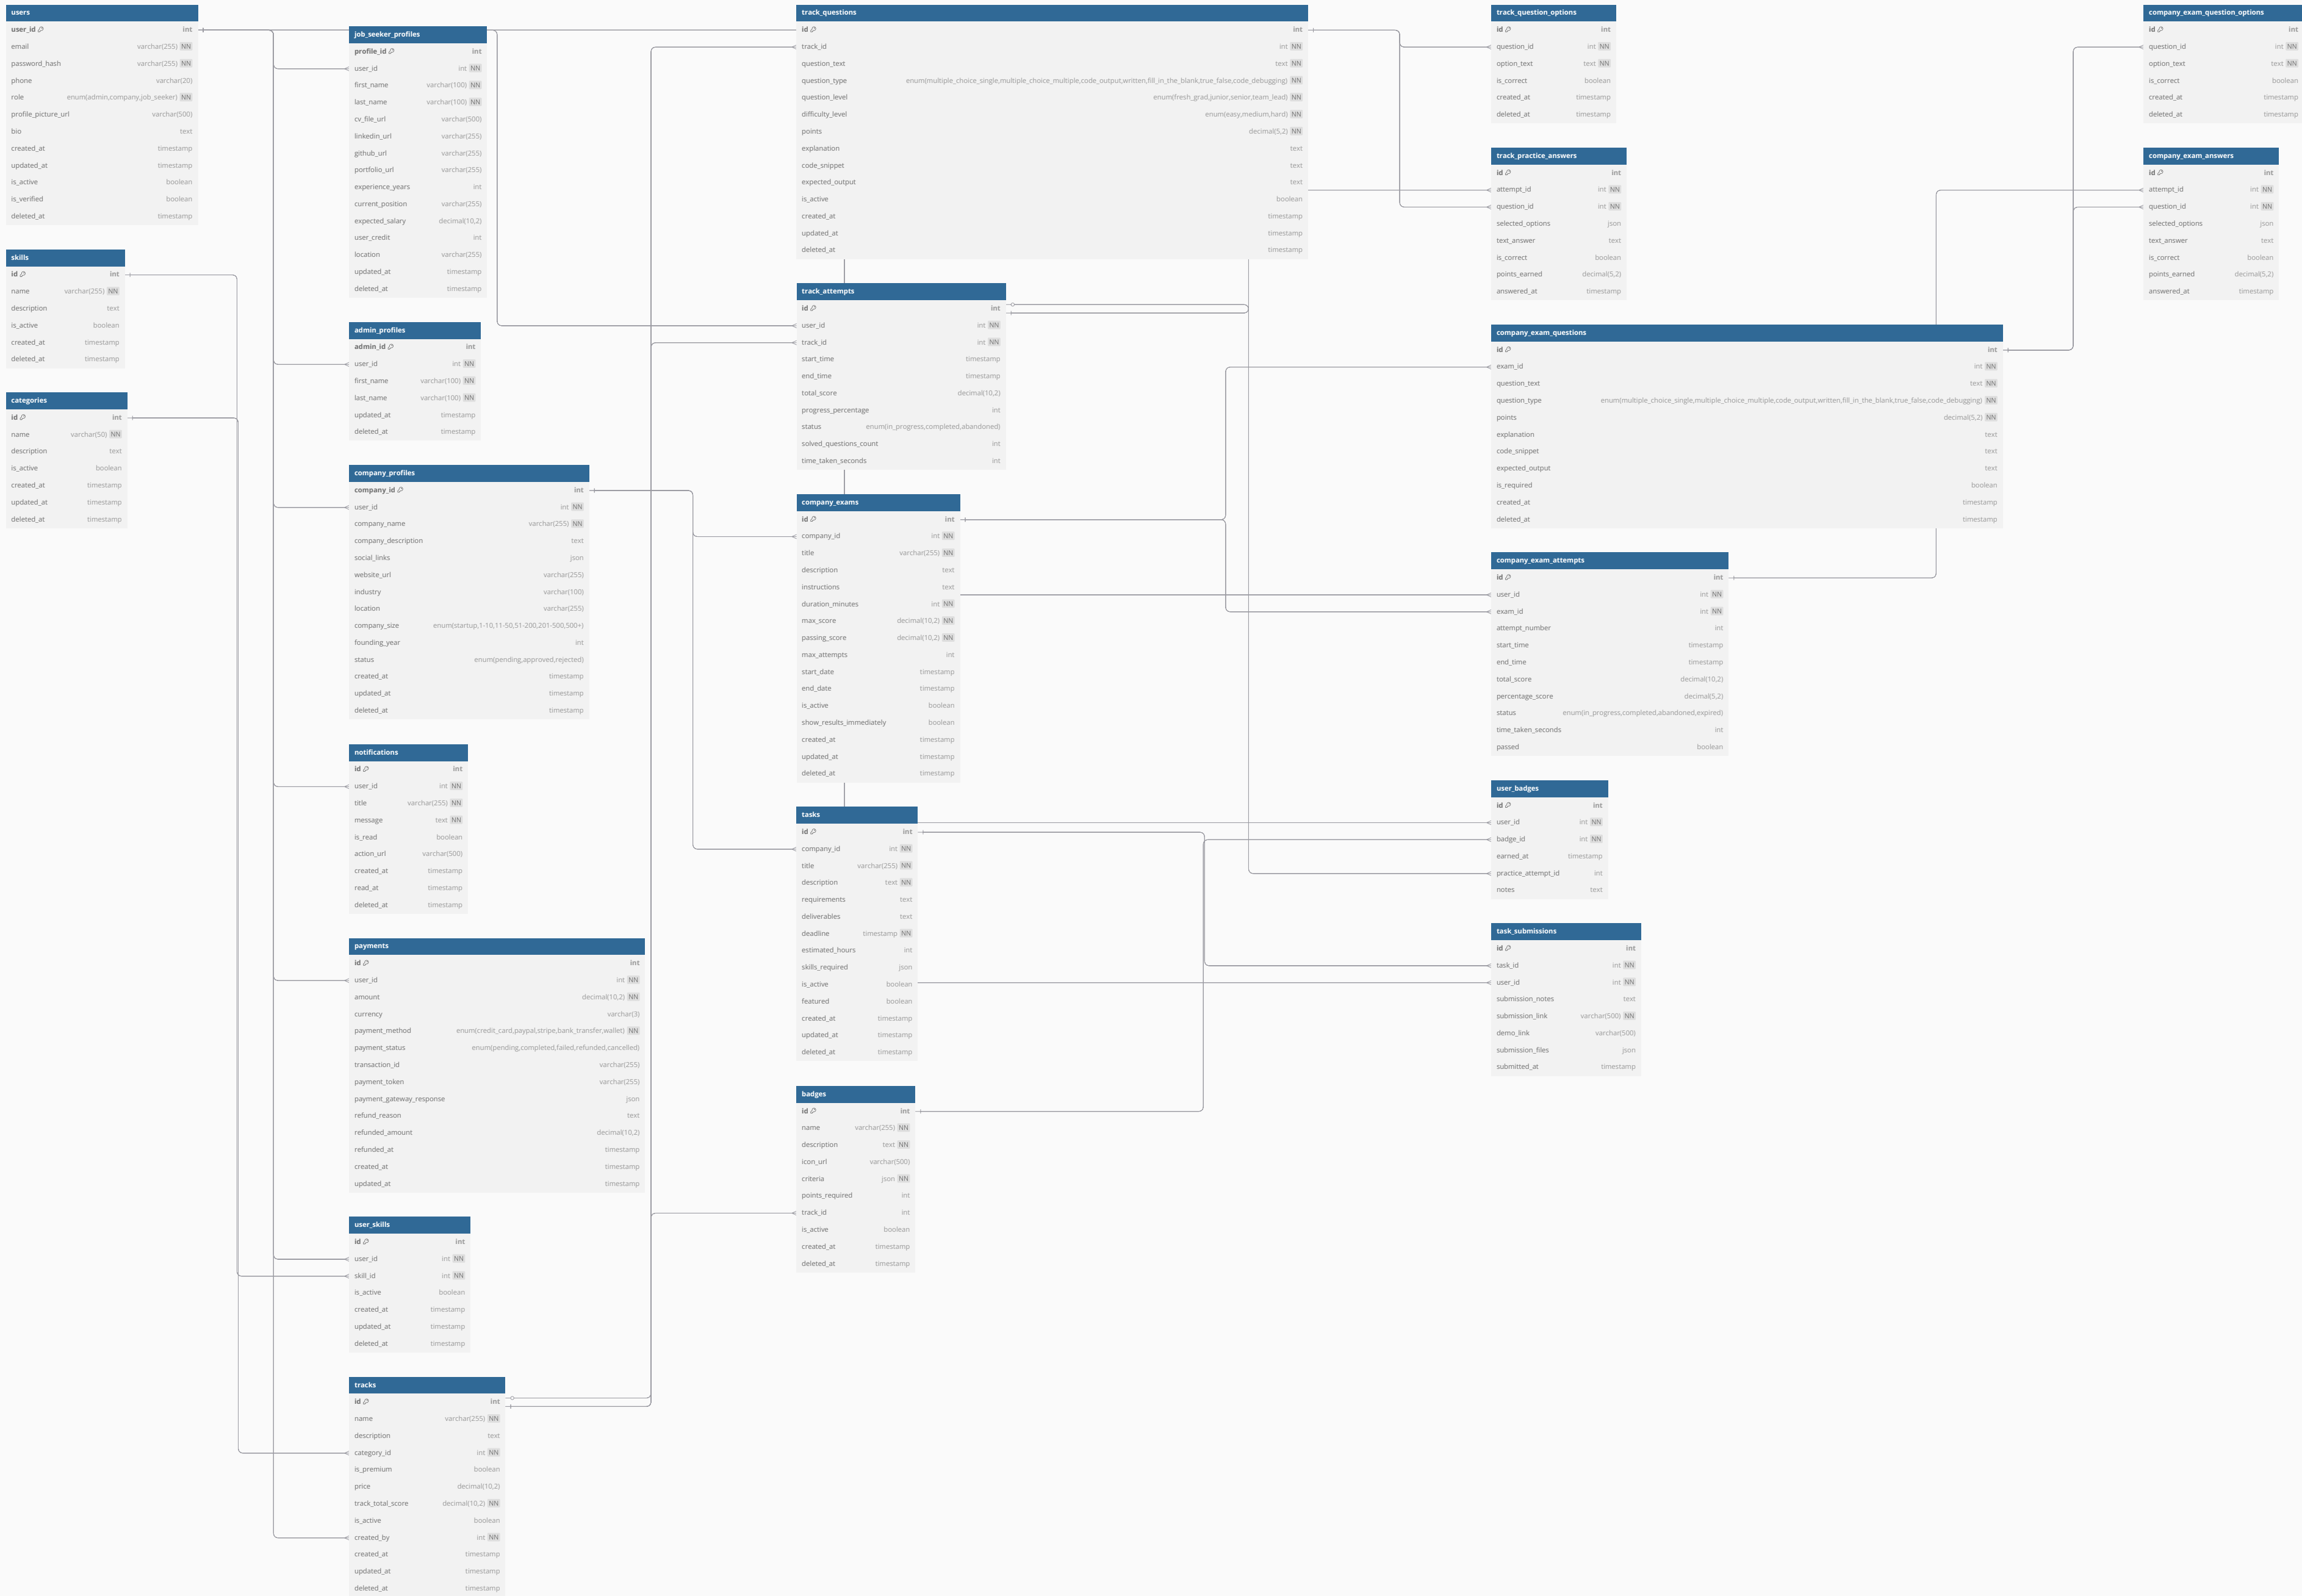 users
user_id int
email varchar(255) NN
password_hash varchar(255) NN
phone varchar(20)
role enum(admin,company,job_seeker) NN
profile_picture_url varchar(500)
bio text
created_at timestamp
updated_at timestamp
is_active boolean
is_verified boolean
deleted_at timestamp
skills
id int
name varchar(255) NN
description text
is_active boolean
created_at timestamp
deleted_at timestamp
categories
id int
name varchar(50) NN
description text
is_active boolean
created_at timestamp
updated_at timestamp
deleted_at timestamp
job_seeker_profiles
profile_id int
user_id int NN
first_name varchar(100) NN
last_name varchar(100) NN
cv_file_url varchar(500)
linkedin_url varchar(255)
github_url varchar(255)
portfolio_url varchar(255)
experience_years int
current_position varchar(255)
expected_salary decimal(10,2)
user_credit int
location varchar(255)
updated_at timestamp
deleted_at timestamp
admin_profiles
admin_id int
user_id int NN
first_name varchar(100) NN
last_name varchar(100) NN
updated_at timestamp
deleted_at timestamp
company_profiles
company_id int
user_id int NN
company_name varchar(255) NN
company_description text
social_links json
website_url varchar(255)
industry varchar(100)
location varchar(255)
company_size enum(startup,1-10,11-50,51-200,201-500,500+)
founding_year int
status enum(pending,approved,rejected)
created_at timestamp
updated_at timestamp
deleted_at timestamp
notifications
id int
user_id int NN
title varchar(255) NN
message text NN
is_read boolean
action_url varchar(500)
created_at timestamp
read_at timestamp
deleted_at timestamp
payments
id int
user_id int NN
amount decimal(10,2) NN
currency varchar(3)
payment_method enum(credit_card,paypal,stripe,bank_transfer,wallet) NN
payment_status enum(pending,completed,failed,refunded,cancelled)
transaction_id varchar(255)
payment_token varchar(255)
payment_gateway_response json
refund_reason text
refunded_amount decimal(10,2)
refunded_at timestamp
created_at timestamp
updated_at timestamp
user_skills
id int
user_id int NN
skill_id int NN
is_active boolean
created_at timestamp
updated_at timestamp
deleted_at timestamp
tracks
id int
name varchar(255) NN
description text
category_id int NN
is_premium boolean
price decimal(10,2)
track_total_score decimal(10,2) NN
is_active boolean
created_by int NN
created_at timestamp
updated_at timestamp
deleted_at timestamp
track_questions
id int
track_id int NN
question_text text NN
question_type enum(multiple_choice_single,multiple_choice_multiple,code_output,written,fill_in_the_blank,true_false,code_debugging) NN
question_level enum(fresh_grad,junior,senior,team_lead) NN
difficulty_level enum(easy,medium,hard) NN
points decimal(5,2) NN
explanation text
code_snippet text
expected_output text
is_active boolean
created_at timestamp
updated_at timestamp
deleted_at timestamp
track_attempts
id int
user_id int NN
track_id int NN
start_time timestamp
end_time timestamp
total_score decimal(10,2)
progress_percentage int
status enum(in_progress,completed,abandoned)
solved_questions_count int
time_taken_seconds int
company_exams
id int
company_id int NN
title varchar(255) NN
description text
instructions text
duration_minutes int NN
max_score decimal(10,2) NN
passing_score decimal(10,2) NN
max_attempts int
start_date timestamp
end_date timestamp
is_active boolean
show_results_immediately boolean
created_at timestamp
updated_at timestamp
deleted_at timestamp
tasks
id int
company_id int NN
title varchar(255) NN
description text NN
requirements text
deliverables text
deadline timestamp NN
estimated_hours int
skills_required json
is_active boolean
featured boolean
created_at timestamp
updated_at timestamp
deleted_at timestamp
badges
id int
name varchar(255) NN
description text NN
icon_url varchar(500)
criteria json NN
points_required int
track_id int
is_active boolean
created_at timestamp
deleted_at timestamp
track_question_options
id int
question_id int NN
option_text text NN
is_correct boolean
created_at timestamp
deleted_at timestamp
track_practice_answers
id int
attempt_id int NN
question_id int NN
selected_options json
text_answer text
is_correct boolean
points_earned decimal(5,2)
answered_at timestamp
company_exam_questions
id int
exam_id int NN
question_text text NN
question_type enum(multiple_choice_single,multiple_choice_multiple,code_output,written,fill_in_the_blank,true_false,code_debugging) NN
points decimal(5,2) NN
explanation text
code_snippet text
expected_output text
is_required boolean
created_at timestamp
deleted_at timestamp
company_exam_attempts
id int
user_id int NN
exam_id int NN
attempt_number int
start_time timestamp
end_time timestamp
total_score decimal(10,2)
percentage_score decimal(5,2)
status enum(in_progress,completed,abandoned,expired)
time_taken_seconds int
passed boolean
user_badges
id int
user_id int NN
badge_id int NN
earned_at timestamp
practice_attempt_id int
notes text
task_submissions
id int
task_id int NN
user_id int NN
submission_notes text
submission_link varchar(500) NN
demo_link varchar(500)
submission_files json
submitted_at timestamp
company_exam_question_options
id int
question_id int NN
option_text text NN
is_correct boolean
created_at timestamp
deleted_at timestamp
company_exam_answers
id int
attempt_id int NN
question_id int NN
selected_options json
text_answer text
is_correct boolean
points_earned decimal(5,2)
answered_at timestamp